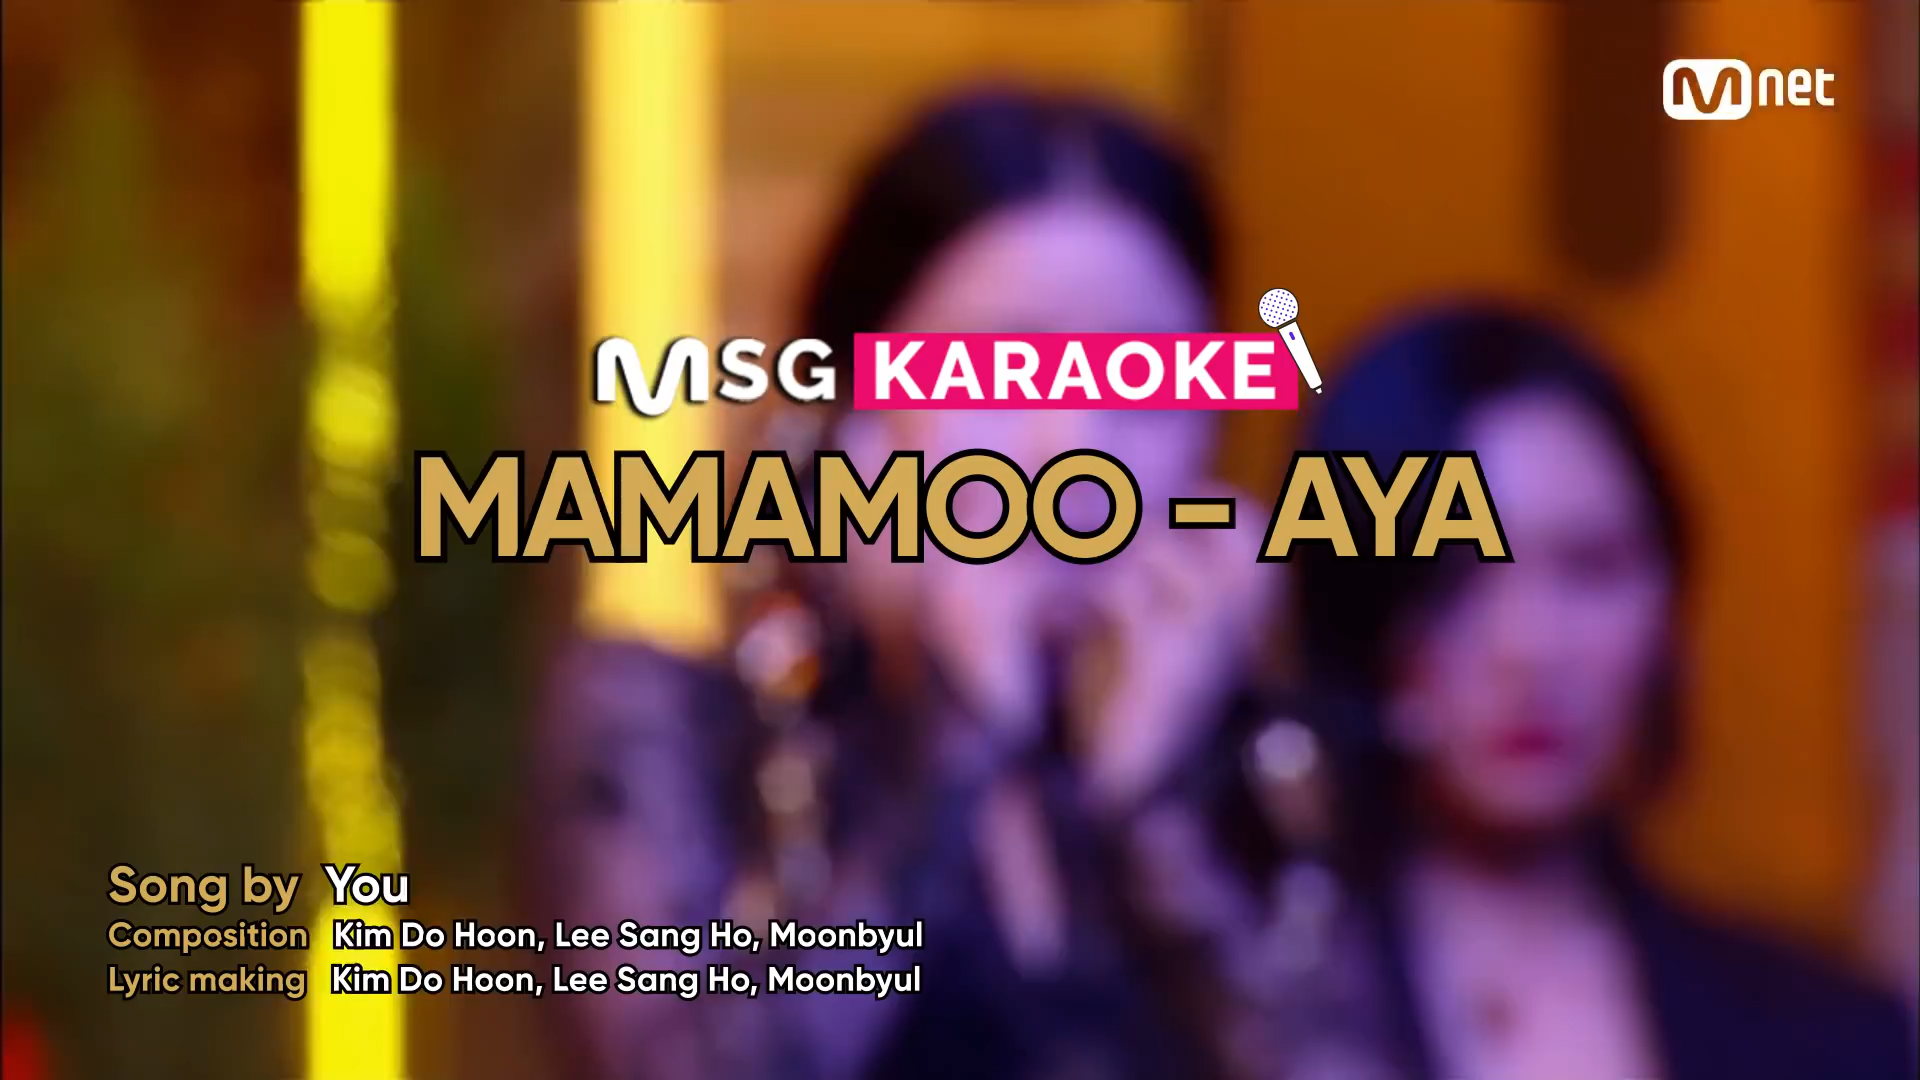 Mnet
MSG KARAOKE
MAMAMOO - AYA
Song by You
Composition Kim Do Hoon, Lee Sang Ho, Moonbyul
Lyric making Kim Do Hoon, Lee Sang Ho, Moonbyul